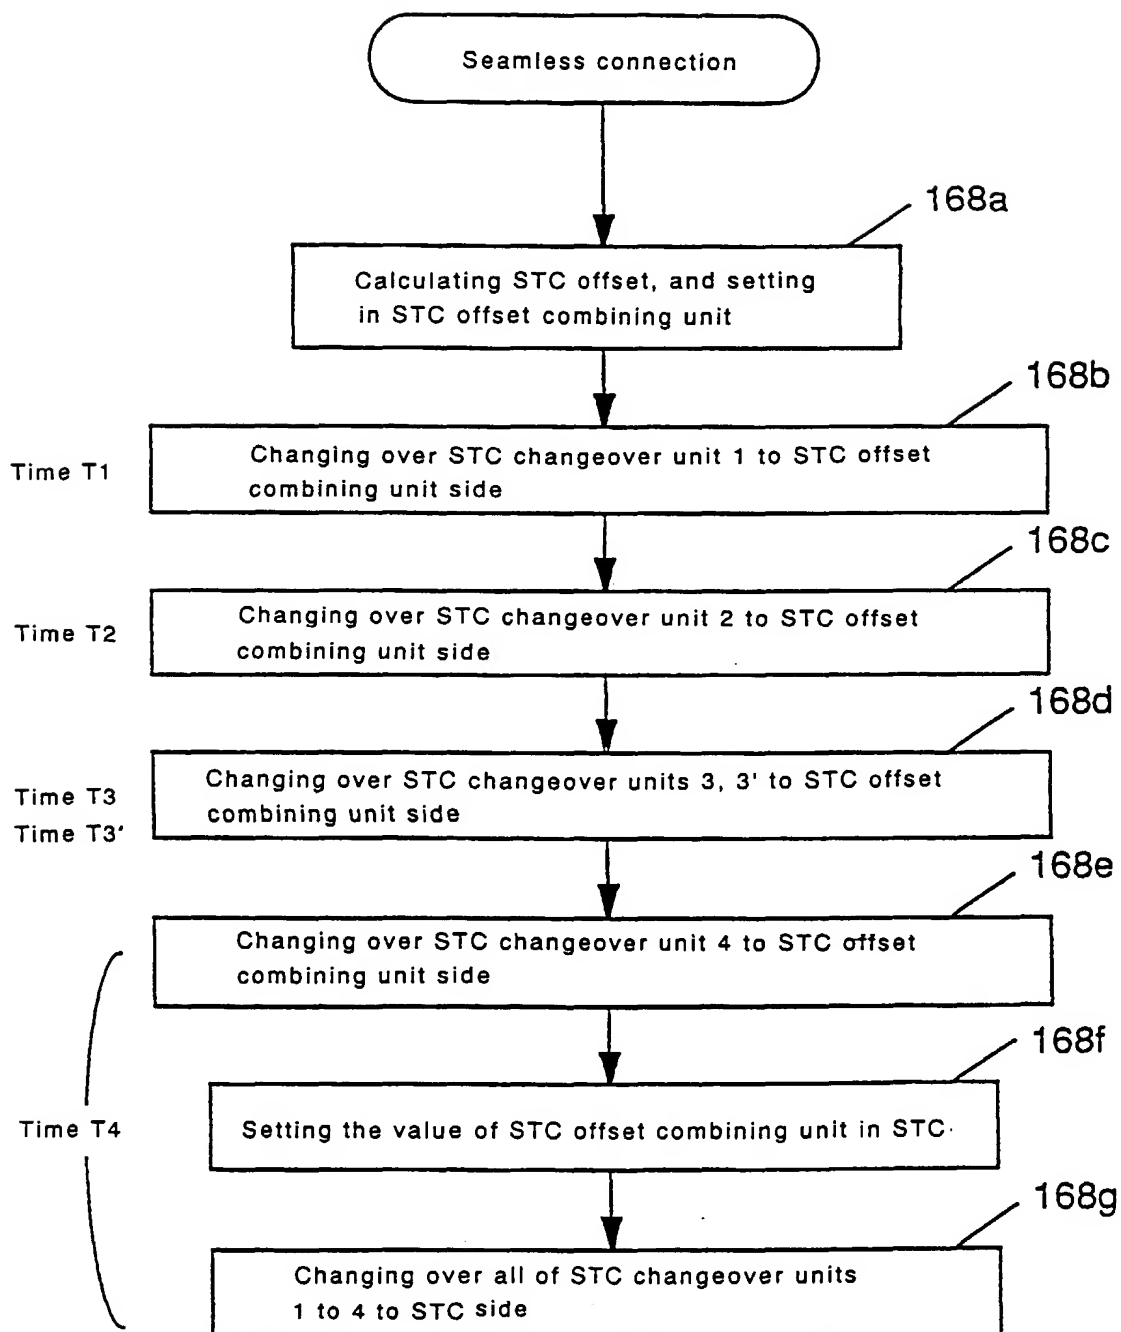 Seamless connection
168a
Calculating STC offset, and setting
in STC offset combining unit
168b
Time T1
Changing over STC changeover unit 1 to STC offset
combining unit side
168c
Time T2
Changing over STC changeover unit 2 to STC offset
combining unit side
168d
Time T3
Time T3'
Changing over STC changeover units 3, 3' to STC offset
combining unit side
168e
Changing over STC changeover unit 4 to STC offset
combining unit side
168f
Time T4
Setting the value of STC offset combining unit in STC
168g
Changing over all of STC changeover units
1 to 4 to STC side